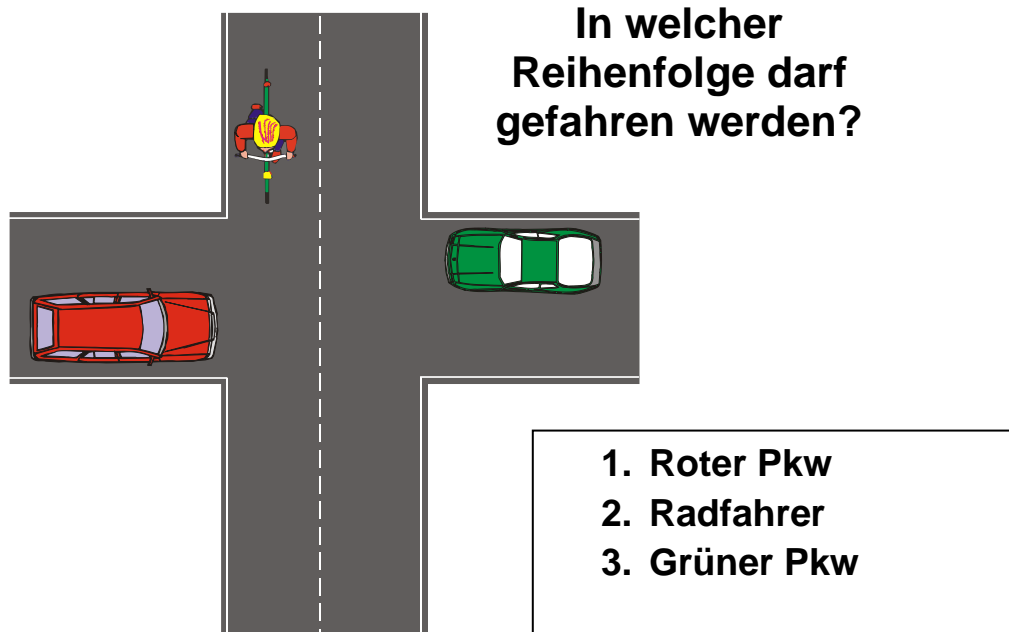 In welcher
Reihenfolge darf
gefahren werden?
1. Roter Pkw
2. Radfahrer
3. Grüner Pkw